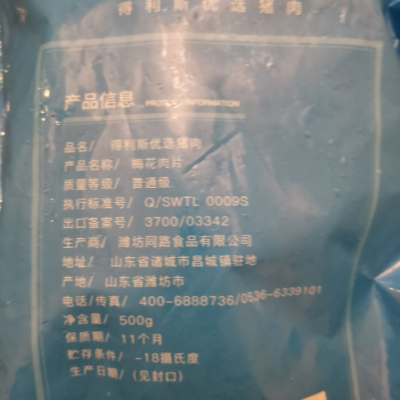 得利斯优选猪肉
产品信息 PRODUCT INFORMATION
品名/ 得利斯优选猪肉
产品名称/ 梅花肉片
质量等级/ 普通级
执行标准号/ Q/SWTL 0009S
出口备案号/ 3700/03342
生产商/ 潍坊同路食品有限公司
地址/ 山东省诸城市昌城镇驻地
产地/ 山东省潍坊市
电话/传真/ 400-6888736/0536-6339101
净含量/ 500g
保质期/ 11个月
贮存条件/ -18摄氏度
生产日期/(见封口)